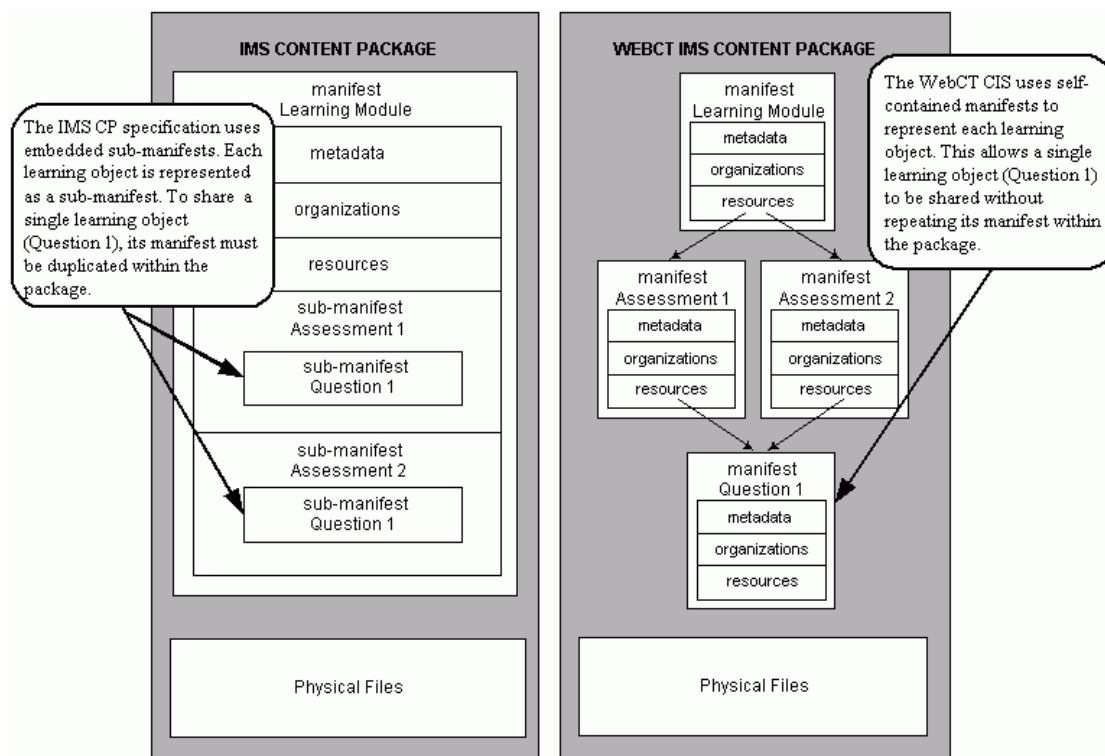 IMS CONTENT PACKAGE
manifest
Learning Module
The IMS CP specification uses
embedded sub-manifests. Each
learning object is represented
as a sub-manifest. To share a
single learning object
(Question 1), its manifest must
be duplicated within the
package.
metadata
organizations
resources
sub-manifest
Assessment 1
sub-manifest
Question 1
sub-manifest
Assessment 2
sub-manifest
Question 1
Physical Files
WEBCT IMS CONTENT PACKAGE
manifest
Learning Module
metadata
organizations
resources
The WebCT CIS uses self-
contained manifests to
represent each learning
object. This allows a single
learning object (Question 1)
to be shared without
repeating its manifest within
the package.
manifest
Assessment 1
metadata
organizations
resources
manifest
Assessment 2
metadata
organizations
resources
manifest
Question 1
metadata
organizations
resources
Physical Files